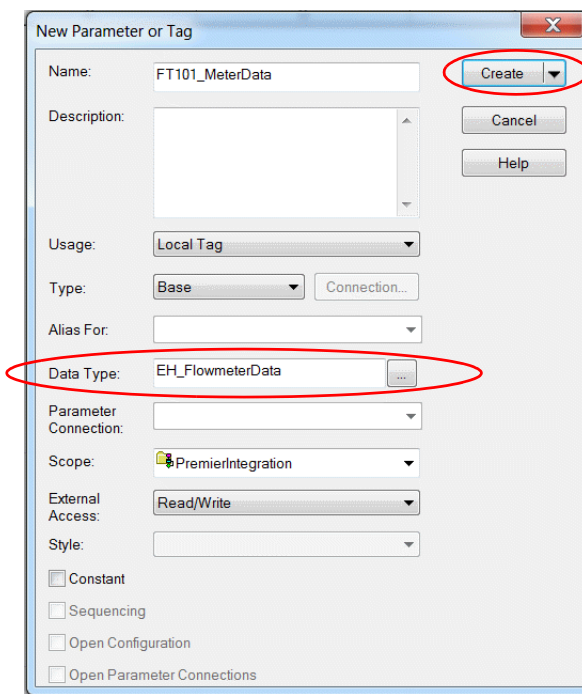 New Parameter or Tag
X
Name: FT101_MeterData Create
Description: Cancel
Help
Usage: Local Tag
Type: Base Connection...
Alias For:
Data Type: EH_FlowmeterData ...
Parameter
Connection:
Scope: PremierIntegration
External
Access: Read/Write
Style:
Constant
Sequencing
Open Configuration
Open Parameter Connections